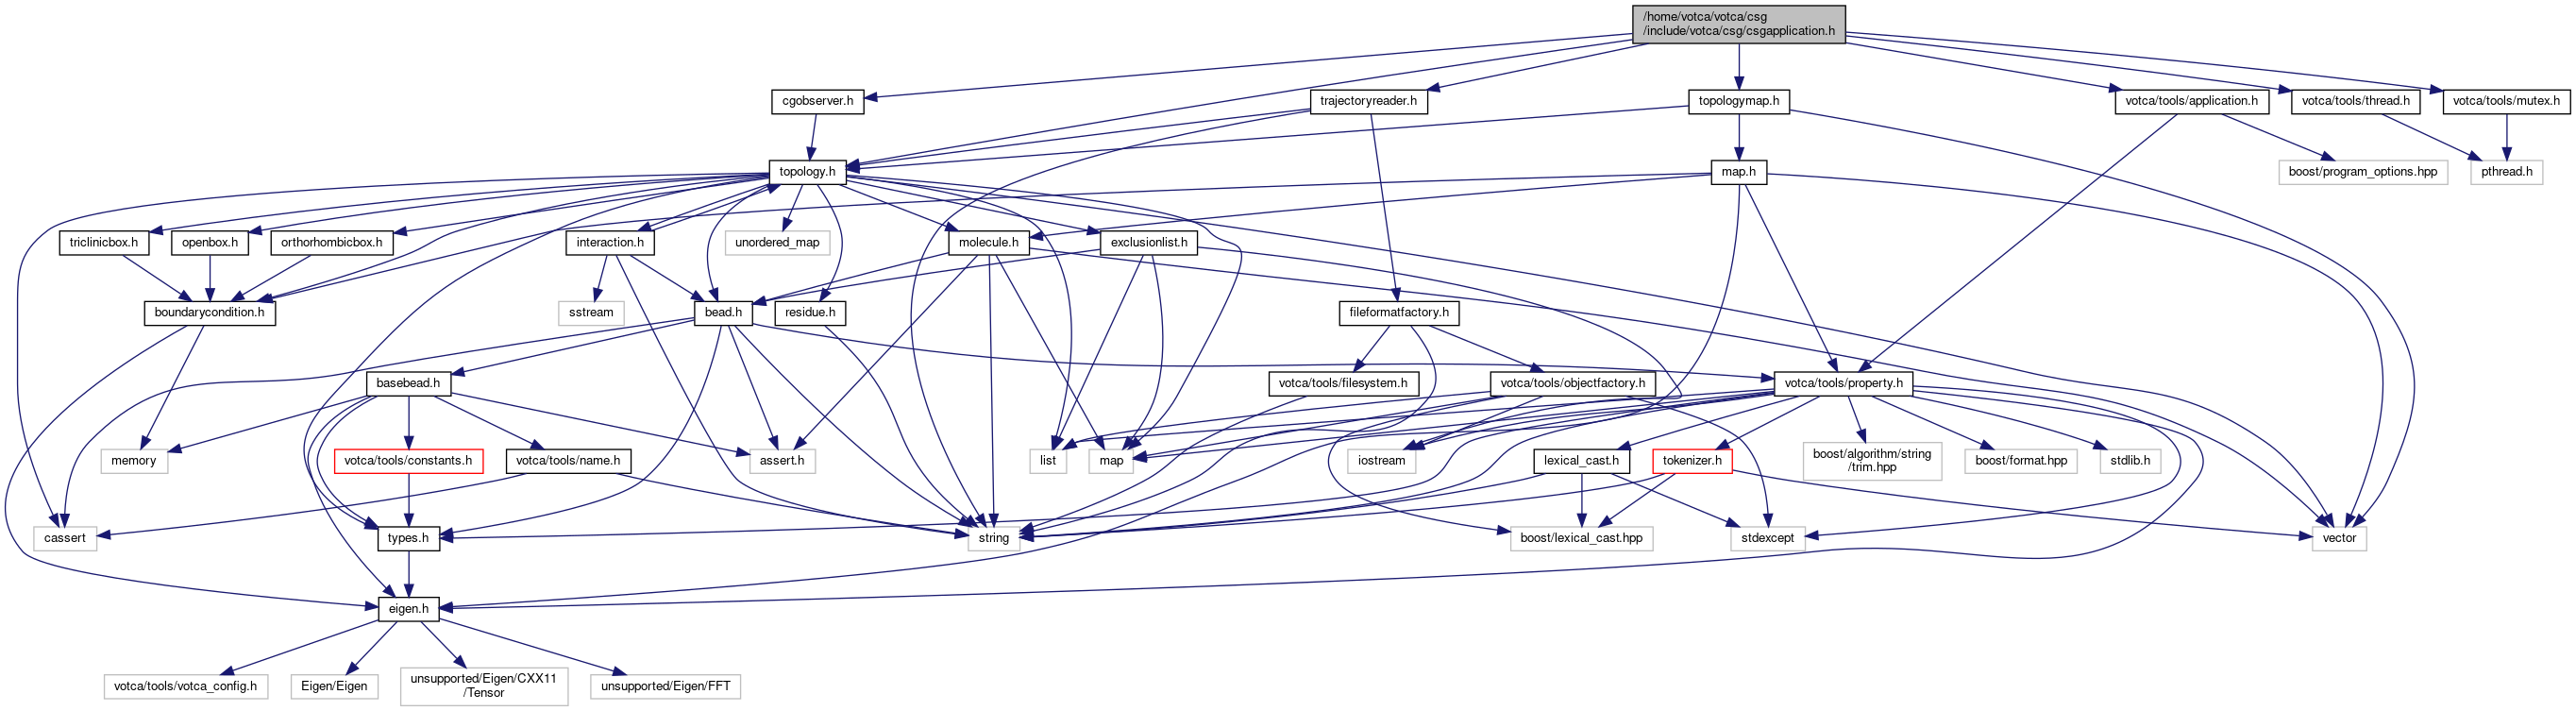 /home/votca/votca/csg
/include/votca/csg/csgapplication.h
cgobserver.h
trajectoryreader.h
topologymap.h
votca/tools/application.h
votca/tools/thread.h
votca/tools/mutex.h
topology.h
map.h
boost/program_options.hpp
pthread.h
triclinicbox.h
openbox.h
orthorhombicbox.h
interaction.h
unordered_map
molecule.h
exclusionlist.h
boundarycondition.h
sstream
bead.h
residue.h
fileformatfactory.h
basebead.h
votca/tools/filesystem.h
votca/tools/objectfactory.h
votca/tools/property.h
memory
votca/tools/constants.h
votca/tools/name.h
assert.h
list
map
iostream
lexical_cast.h
tokenizer.h
boost/algorithm/string
/trim.hpp
boost/format.hpp
stdlib.h
cassert
types.h
string
boost/lexical_cast.hpp
stdexcept
vector
eigen.h
votca/tools/votca_config.h
Eigen/Eigen
unsupported/Eigen/CXX11
/Tensor
unsupported/Eigen/FFT